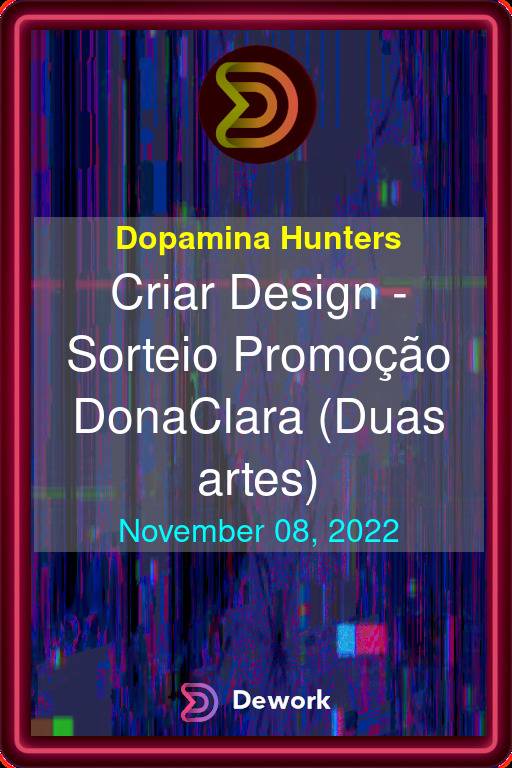 Dopamina Hunters
Criar Design -
Sorteio Promoção
DonaClara (Duas
artes)
November 08, 2022
Dework